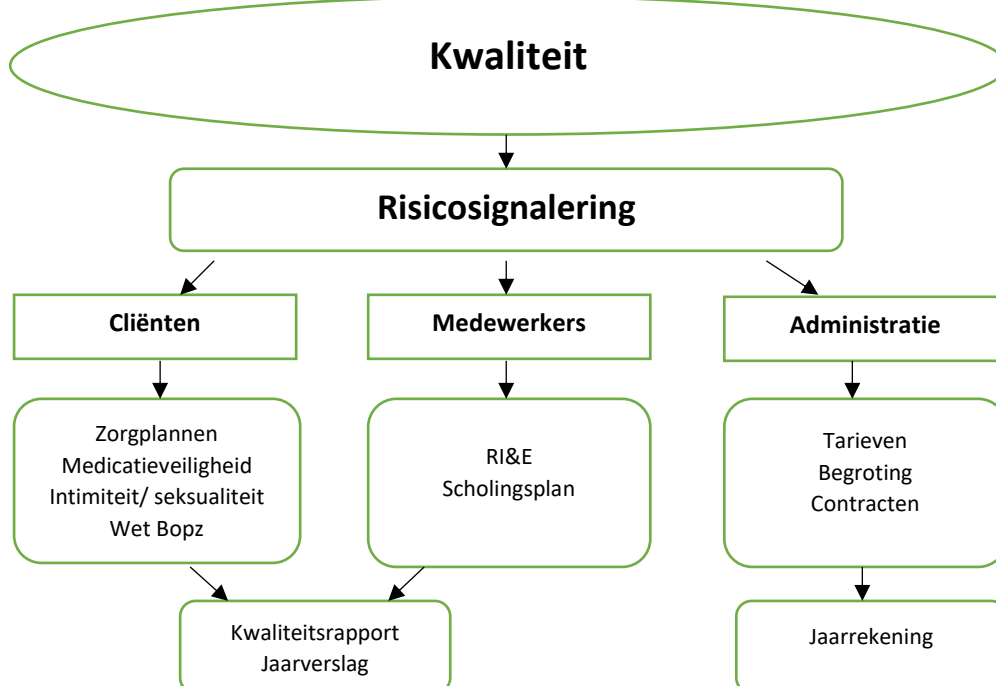 Kwaliteit
Risicosignalering
Cliënten
Medewerkers
Administratie
Zorgplannen
Medicatieveiligheid
Intimiteit/ seksualiteit
Wet Bopz
RI&E
Scholingsplan
Tarieven
Begroting
Contracten
Kwaliteitsrapport
Jaarverslag
Jaarrekening